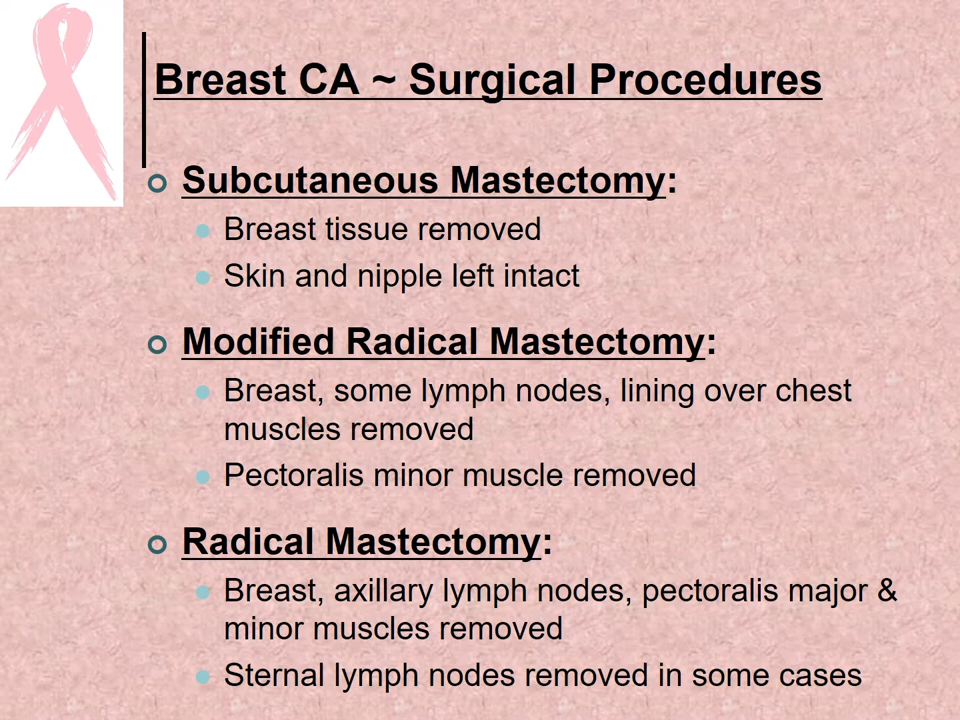 Breast CA ~ Surgical Procedures
Subcutaneous Mastectomy:
Breast tissue removed
Skin and nipple left intact
Modified Radical Mastectomy:
Breast, some lymph nodes, lining over chest
muscles removed
Pectoralis minor muscle removed
Radical Mastectomy:
Breast, axillary lymph nodes, pectoralis major &
minor muscles removed
Sternal lymph nodes removed in some cases